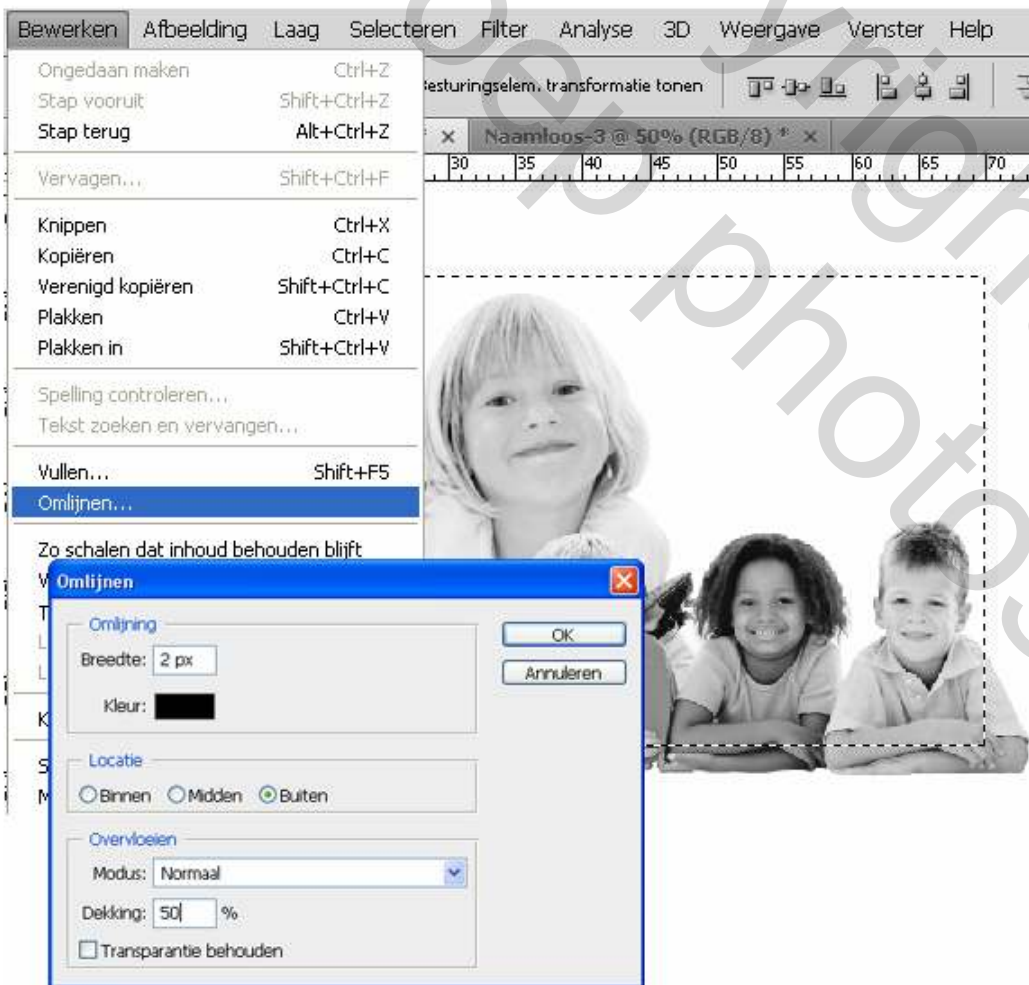 Bewerken Afbeelding Laag Selecteren Filter Analyse 3D Weergave Venster Help
Ongedaan maken Ctrl+Z
Besturingselem. transformatie tonen
Stap vooruit Shift+Ctrl+Z
Stap terug Alt+Ctrl+Z
× Naamloos-3 @ 50% (RGB/8) * ×
30 35 40 45 50 55 60 65 70
Vervagen... Shift+Ctrl+F
Knippen Ctrl+X
Kopiëren Ctrl+C
Verenigd kopiëren Shift+Ctrl+C
Plakken Ctrl+V
Plakken in Shift+Ctrl+V
Spelling controleren...
Tekst zoeken en vervangen...
Vullen... Shift+F5
Omlijnen...
Zo schalen dat inhoud behouden blijft
Omlijnen
Omlijning
OK
Breedte: 2 px
Annuleren
Kleur:
Locatie
Binnen Midden Buiten
Overvloeien
Modus: Normaal
Dekking: 50 %
Transparantie behouden
photos